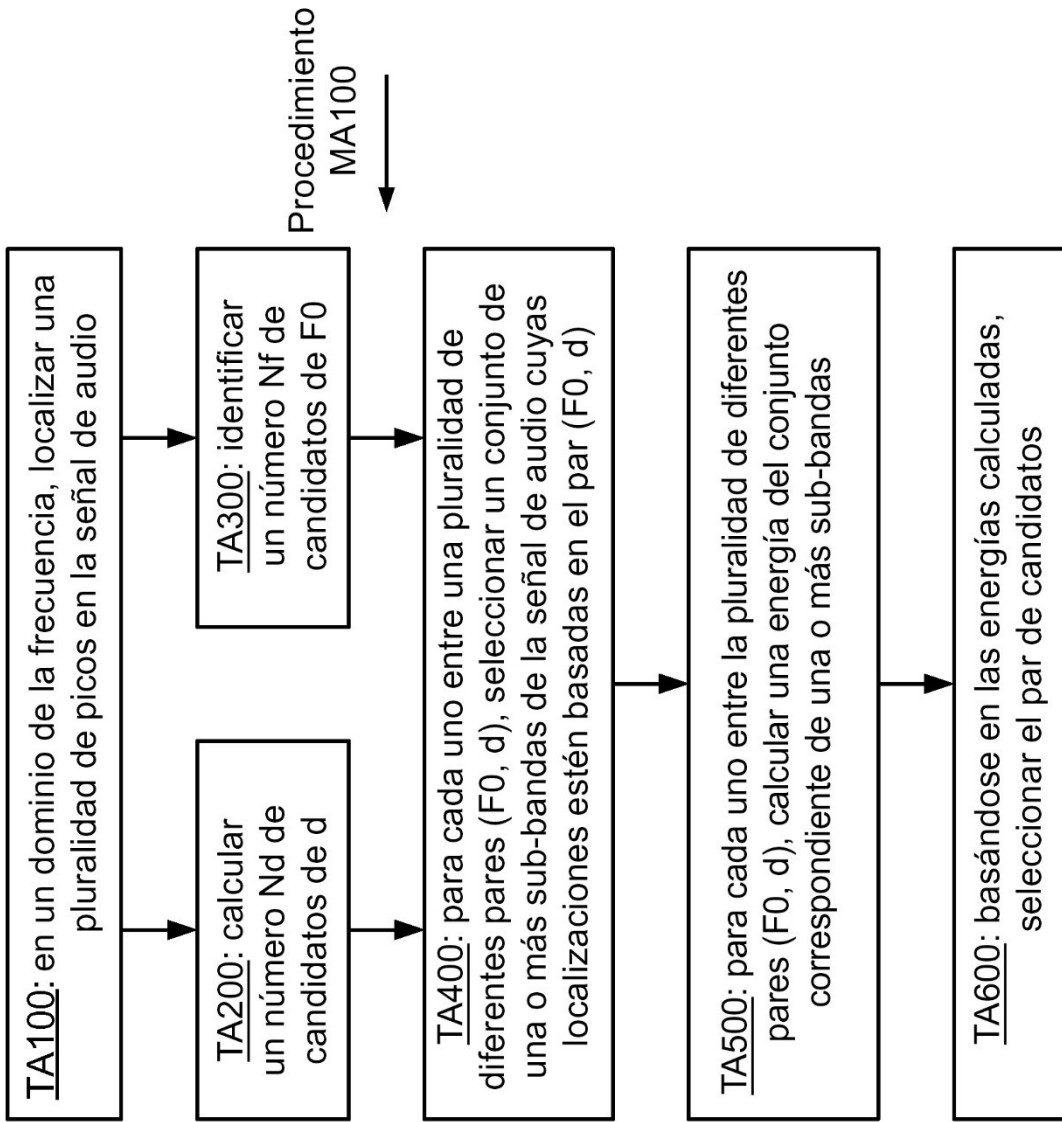 TA100: en un dominio de la frecuencia, localizar una
pluralidad de picos en la señal de audio
TA200: calcular
un número Nd de
candidatos de d
TA300: identificar
un número Nf de
candidatos de F0
Procedimiento
MA100
TA400: para cada uno entre una pluralidad de
diferentes pares (F0, d), seleccionar un conjunto de
una o más sub-bandas de la señal de audio cuyas
localizaciones estén basadas en el par (F0, d)
TA500: para cada uno entre la pluralidad de diferentes
pares (F0, d), calcular una energía del conjunto
correspondiente de una o más sub-bandas
TA600: basándose en las energías calculadas,
seleccionar el par de candidatos